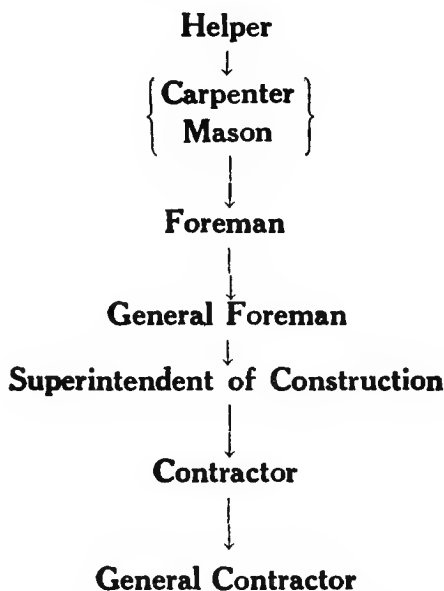 Helper
Carpenter
Mason
Foreman
General Foreman
Superintendent of Construction
Contractor
General Contractor